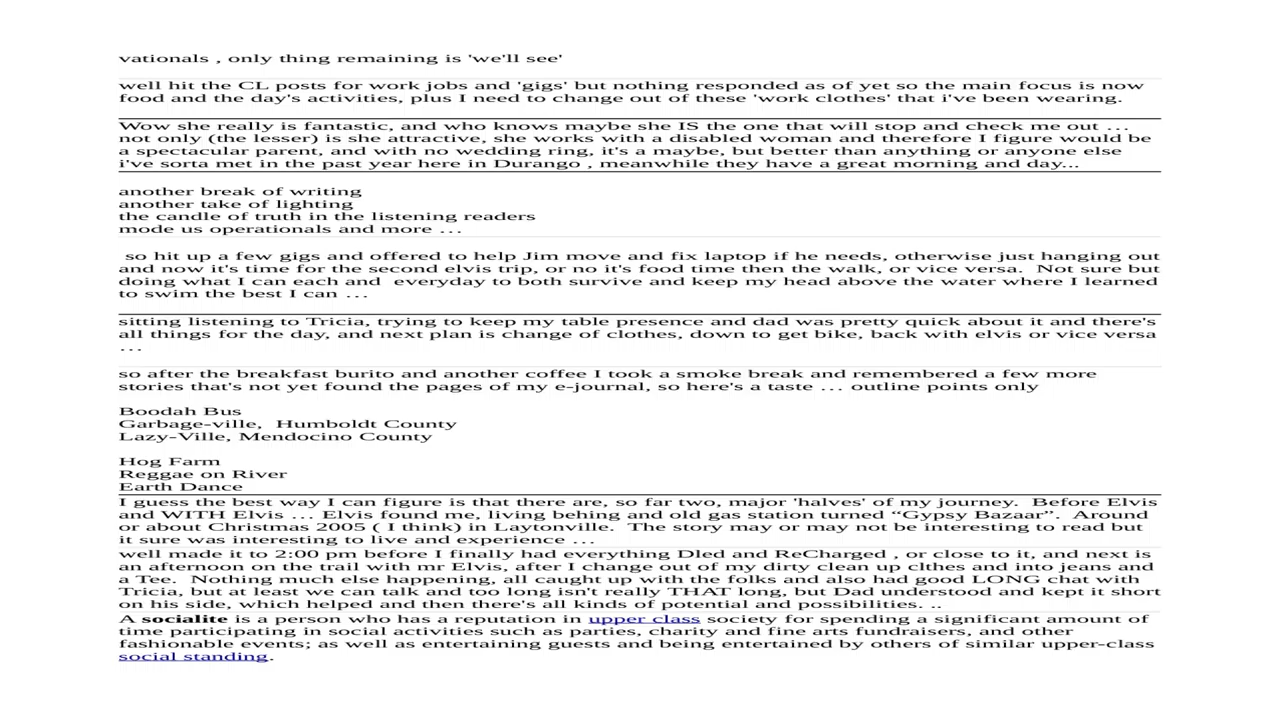 vationals , only thing remaining is 'we'll see'
well hit the CL posts for work jobs and 'gigs' but nothing responded as of yet so the main focus is now
food and the day's activities, plus I need to change out of these 'work clothes' that i've been wearing.
Wow she really is fantastic, and who knows maybe she IS the one that will stop and check me out ...
not only (the lesser) is she attractive, she works with a disabled woman and therefore I figure would be
a spectacular parent, and with no wedding ring, it's a maybe, but better than anything or anyone else
i've sorta met in the past year here in Durango , meanwhile they have a great morning and day...
another break of writing
another take of lighting
the candle of truth in the listening readers
mode us operationals and more ...
so hit up a few gigs and offered to help Jim move and fix laptop if he needs, otherwise just hanging out
and now it's time for the second elvis trip, or no it's food time then the walk, or vice versa.  Not sure but
doing what I can each and  everyday to both survive and keep my head above the water where I learned
to swim the best I can ...
sitting listening to Tricia, trying to keep my table presence and dad was pretty quick about it and there's
all things for the day, and next plan is change of clothes, down to get bike, back with elvis or vice versa
...
so after the breakfast burito and another coffee I took a smoke break and remembered a few more
stories that's not yet found the pages of my e-journal, so here's a taste ... outline points only
Boodah Bus
Garbage-ville,  Humboldt County
Lazy-Ville, Mendocino County
Hog Farm
Reggae on River
Earth Dance
I guess the best way I can figure is that there are, so far two, major 'halves' of my journey.  Before Elvis
and WITH Elvis ... Elvis found me, living behing and old gas station turned “Gypsy Bazaar”.  Around
or about Christmas 2005 ( I think) in Laytonville.  The story may or may not be interesting to read but
it sure was interesting to live and experience ...
well made it to 2:00 pm before I finally had everything Dled and ReCharged , or close to it, and next is
an afternoon on the trail with mr Elvis, after I change out of my dirty clean up clthes and into jeans and
a Tee.  Nothing much else happening, all caught up with the folks and also had good LONG chat with
Tricia, but at least we can talk and too long isn't really THAT long, but Dad understood and kept it short
on his side, which helped and then there's all kinds of potential and possibilities. ..
A socialite is a person who has a reputation in upper class society for spending a significant amount of
time participating in social activities such as parties, charity and fine arts fundraisers, and other
fashionable events; as well as entertaining guests and being entertained by others of similar upper-class
social standing.